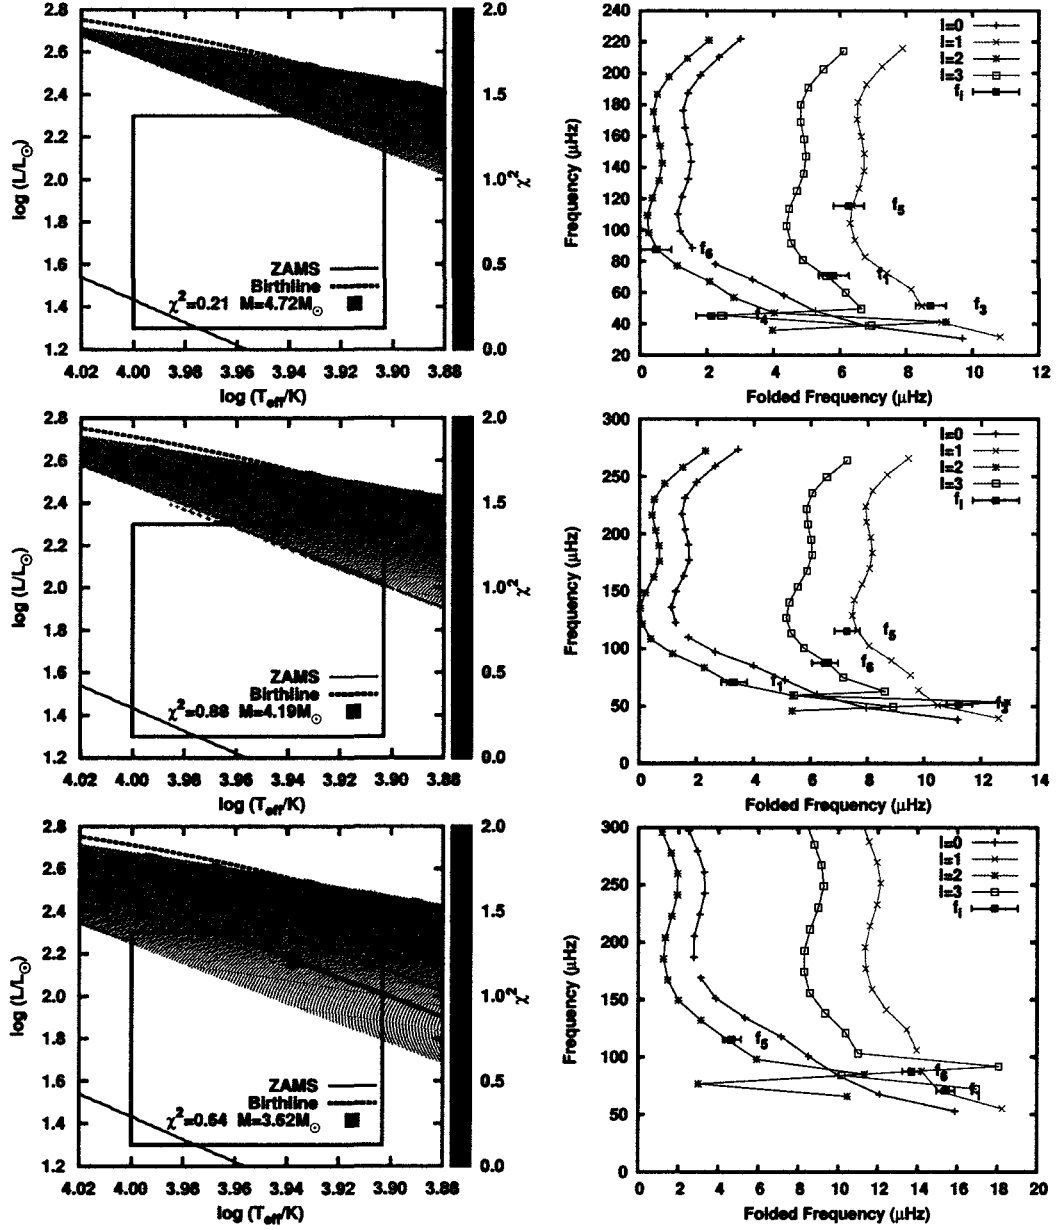 2.8
2.6
2.4
2.2
2.0
1.8
1.6
1.4
1.2
log (L/L⊙)
4.02 4.00 3.98 3.96 3.94 3.92 3.90 3.88
log (Teff/K)
ZAMS
Birthline
χ²=0.21 M=4.72M⊙
2.0
1.5
1.0
0.5
0.0
χ²
240
220
200
180
160
140
120
100
80
60
40
20
Frequency (μHz)
0 2 4 6 8 10 12
Folded Frequency (μHz)
l=0
l=1
l=2
l=3
fi
f5
f6
f1
f3
f4
2.8
2.6
2.4
2.2
2.0
1.8
1.6
1.4
1.2
log (L/L⊙)
4.02 4.00 3.98 3.96 3.94 3.92 3.90 3.88
log (Teff/K)
ZAMS
Birthline
χ²=0.88 M=4.19M⊙
2.0
1.5
1.0
0.5
0.0
χ²
300
250
200
150
100
50
0
Frequency (μHz)
0 2 4 6 8 10 12 14
Folded Frequency (μHz)
l=0
l=1
l=2
l=3
fi
f5
f6
f1
f3
2.8
2.6
2.4
2.2
2.0
1.8
1.6
1.4
1.2
log (L/L⊙)
4.02 4.00 3.98 3.96 3.94 3.92 3.90 3.88
log (Teff/K)
ZAMS
Birthline
χ²=0.64 M=3.62M⊙
2.0
1.5
1.0
0.5
0.0
χ²
300
250
200
150
100
50
0
Frequency (μHz)
0 2 4 6 8 10 12 14 16 18 20
Folded Frequency (μHz)
l=0
l=1
l=2
l=3
fi
f5
f6